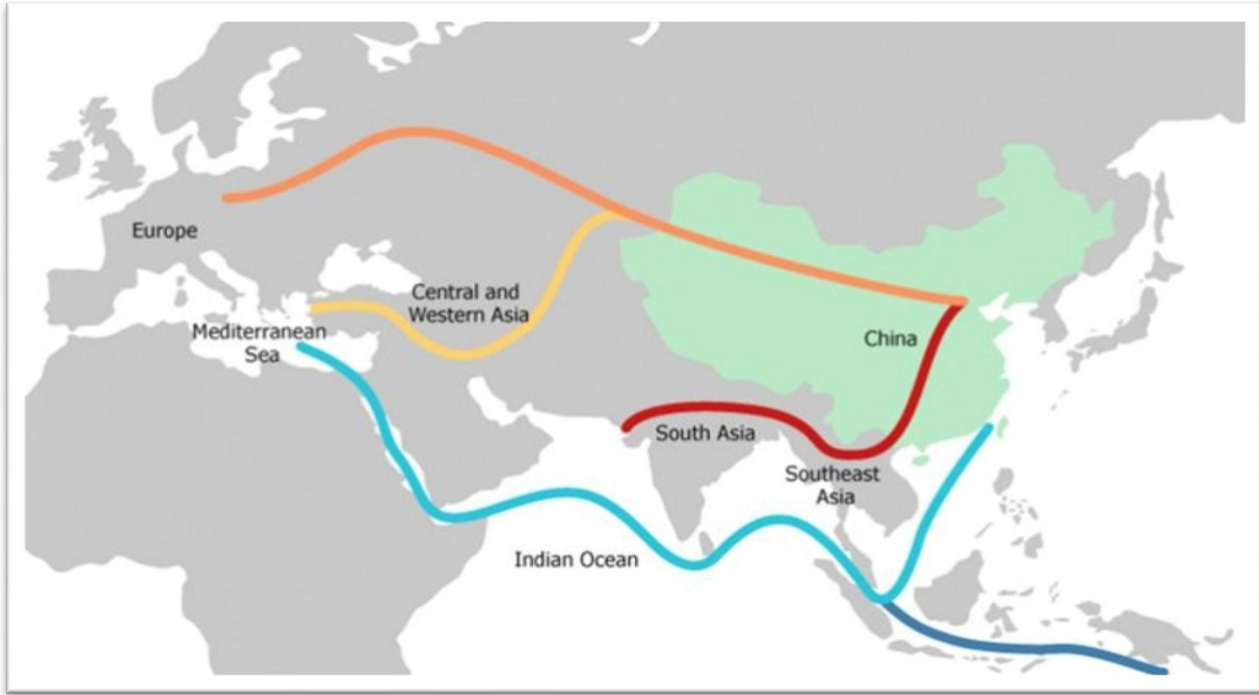 Europe
Central and
Western Asia
Mediterranean
Sea
China
South Asia
Southeast
Asia
Indian Ocean